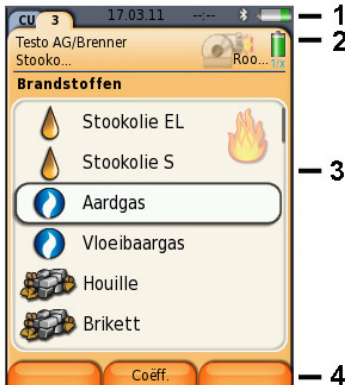 CU 3 17.03.11 --:-- 1
Testo AG/Brenner 2
Stooko... Roo... 1/x
Brandstoffen
Stookolie EL
Stookolie S
3
Aardgas
Vloeibaargas
Houille
Brikett
Coëff. 4